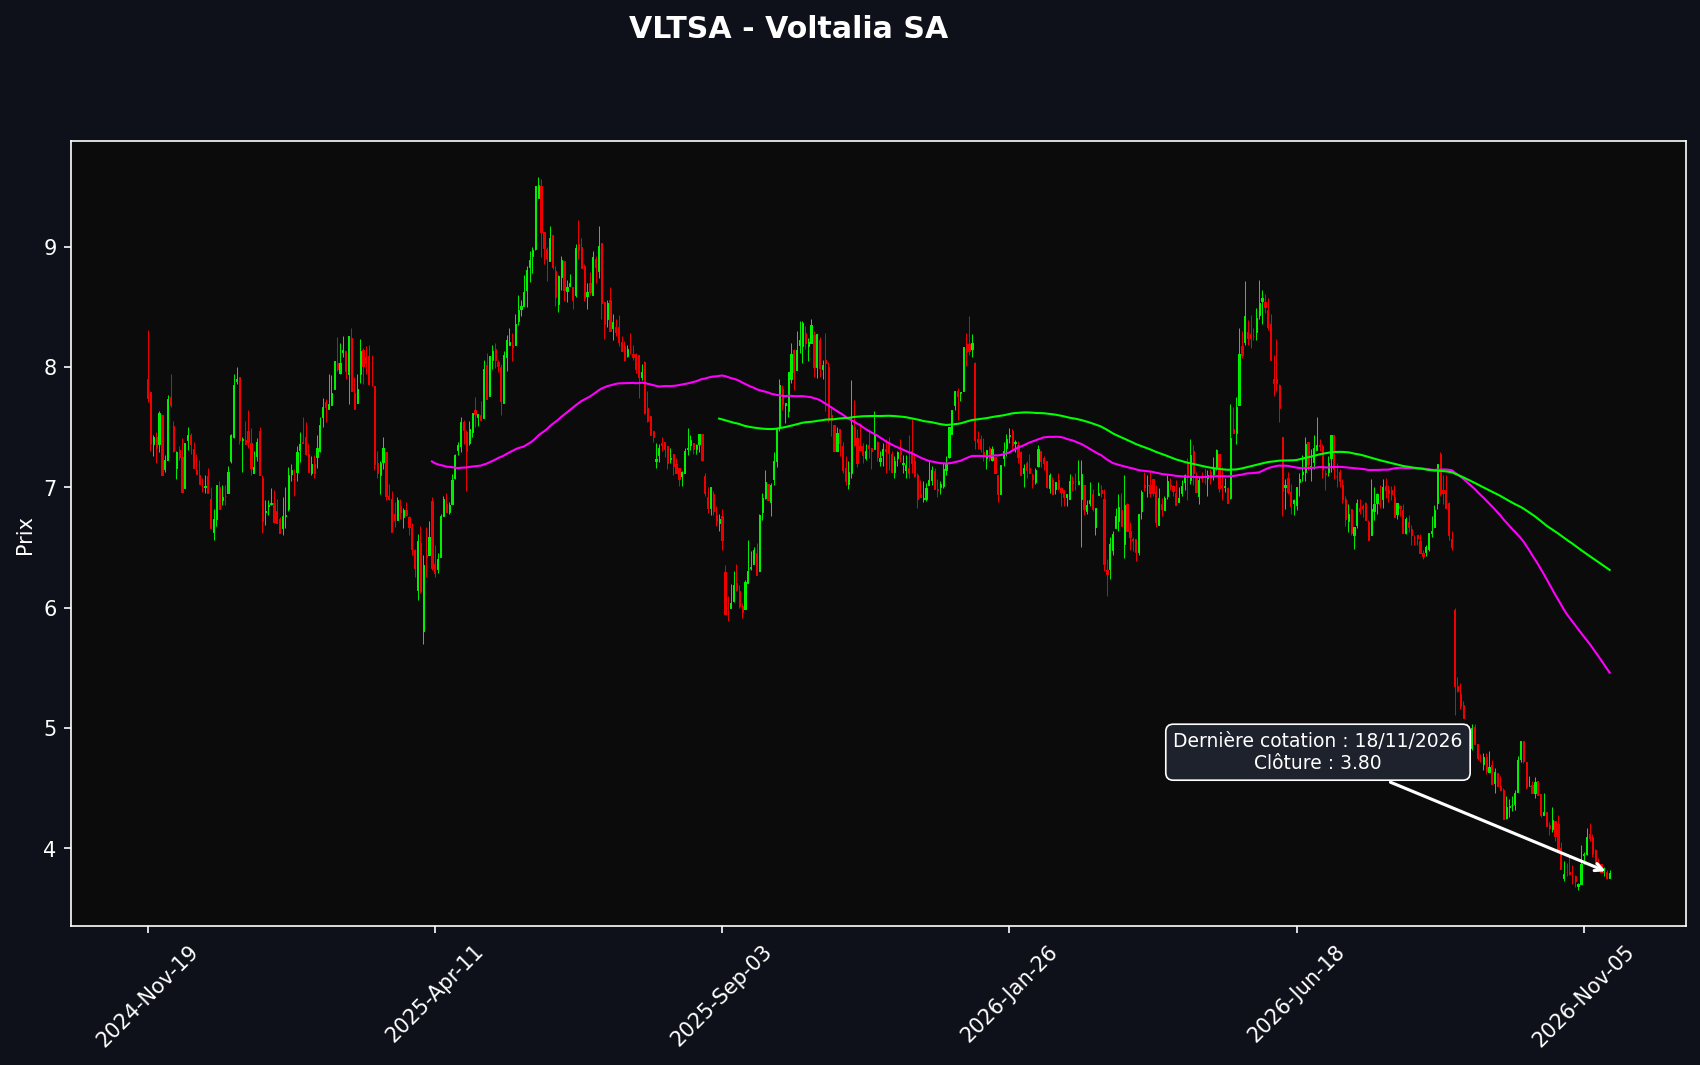 VLTSA - Voltalia SA
Prix
9
8
7
6
5
4
Dernière cotation : 18/11/2026
Clôture : 3.80
2024-Nov-19
2025-Apr-11
2025-Sep-03
2026-Jan-26
2026-Jun-18
2026-Nov-05